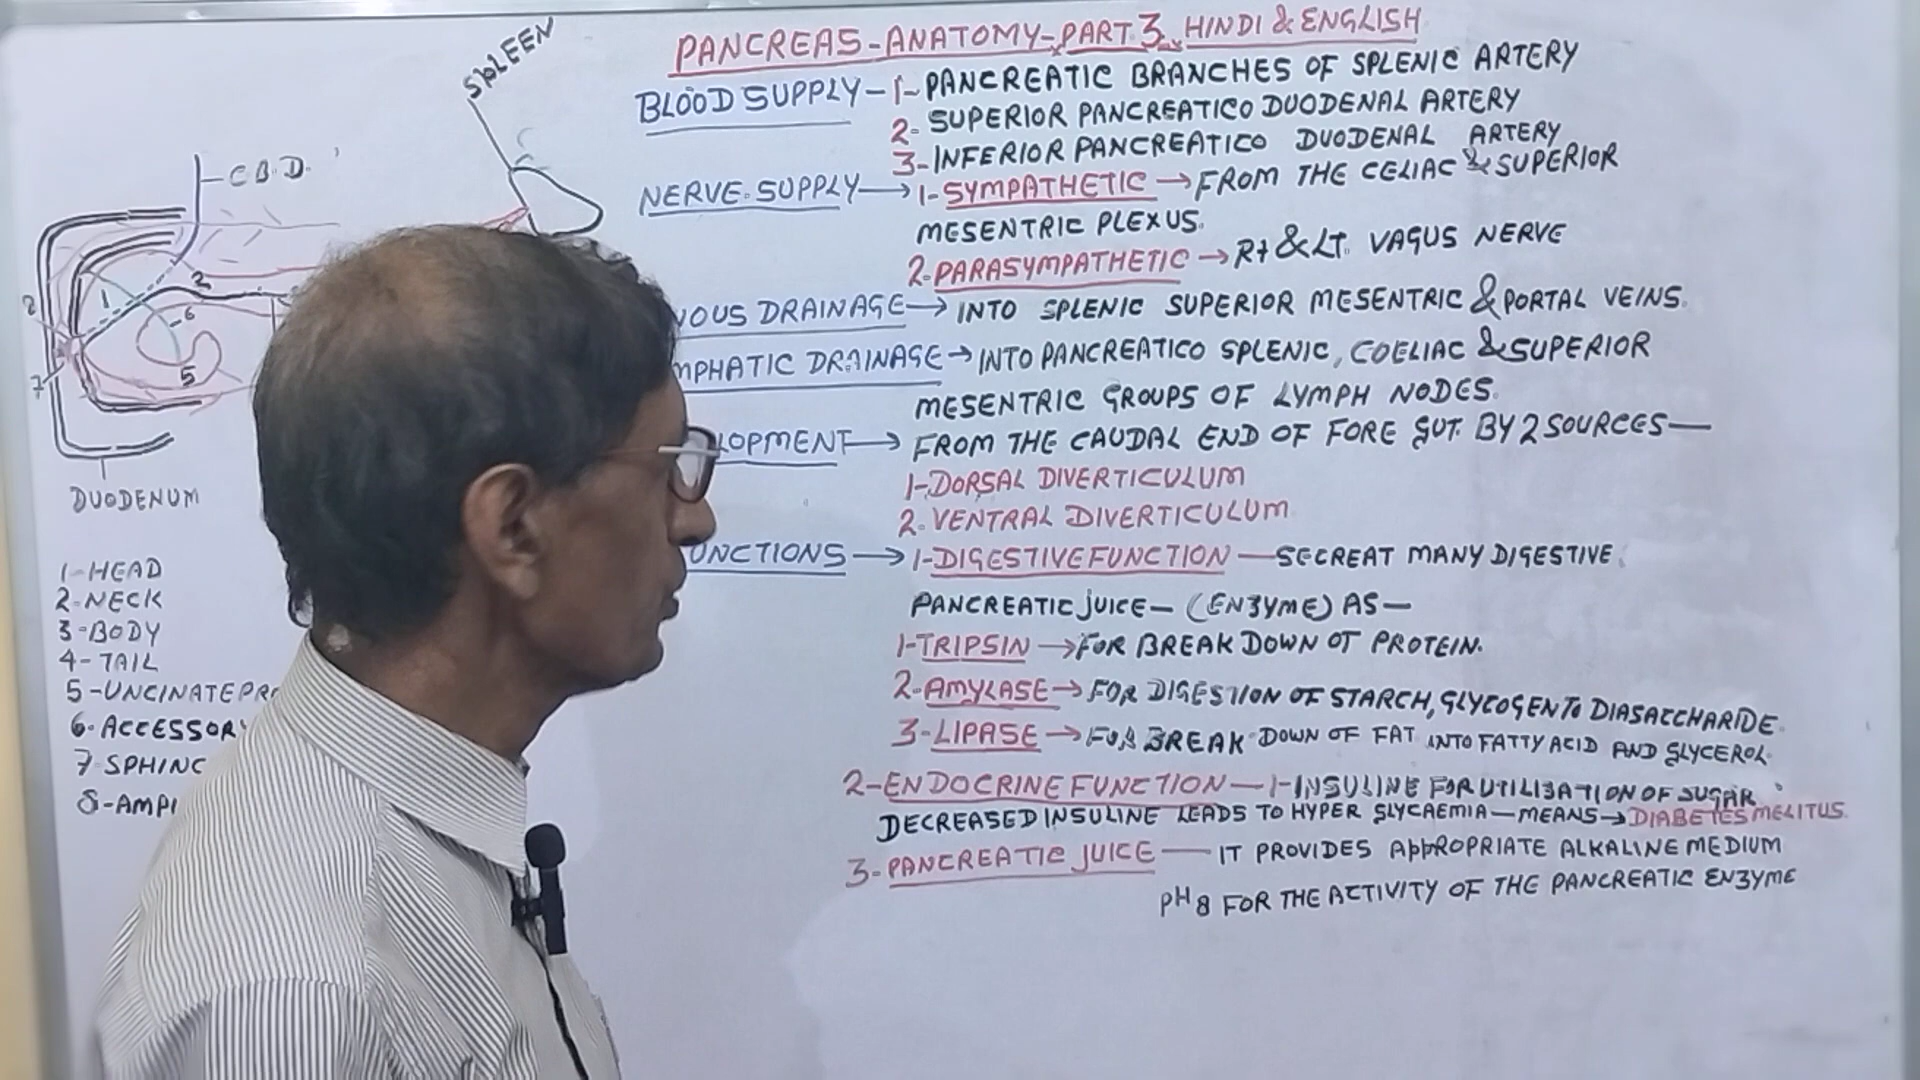 PANCREAS-ANATOMY-PART 3 HINDI & ENGLISH
SPLEEN
C.B.D.
1
2
6
5
8
7
DUODENUM
1-HEAD
2-NECK
3-BODY
4-TAIL
5-UNCINATE PRO
6-ACCESSORY
7-SPHINC
8-AMPU
BLOOD SUPPLY-1-PANCREATIC BRANCHES OF SPLENIC ARTERY
2-SUPERIOR PANCREATICO DUODENAL ARTERY
3-INFERIOR PANCREATICO DUODENAL ARTERY
NERVE.SUPPLY→1-SYMPATHETIC→FROM THE CELIAC & SUPERIOR
MESENTRIC PLEXUS.
2-PARASYMPATHETIC→Rt & LT. VAGUS NERVE
NOUS DRAINAGE→INTO SPLENIC SUPERIOR MESENTRIC & PORTAL VEINS.
MPHATIC DRAINAGE→INTO PANCREATICO SPLENIC, COELIAC & SUPERIOR
MESENTRIC GROUPS OF LYMPH NODES.
LOPMENT→FROM THE CAUDAL END OF FORE GUT. BY 2 SOURCES—
1-DORSAL DIVERTICULUM
2.VENTRAL DIVERTICULUM
UNCTIONS→1-DIGESTIVE FUNCTION—SECREAT MANY DIGESTIVE
PANCREATIC JUICE-(ENZYME) AS-
1-TRIPSIN→FOR BREAK DOWN OT PROTEIN.
2-AMYLASE→FOR DIGESTION OF STARCH, GLYCOGEN TO DIASACCHARIDE.
3-LIPASE→FOR BREAK DOWN OF FAT INTO FATTY ACID AND GLYCEROL.
2-ENDOCRINE FUNCTION—1-INSULINE FOR UTILIZATION OF SUGAR
DECREASED INSULINE LEADS TO HYPER GLYCAEMIA—MEANS→DIABETES MELITUS.
3-PANCREATIC JUICE—IT PROVIDES APPROPRIATE ALKALINE MEDIUM
PH 8 FOR THE ACTIVITY OF THE PANCREATIC ENZYME